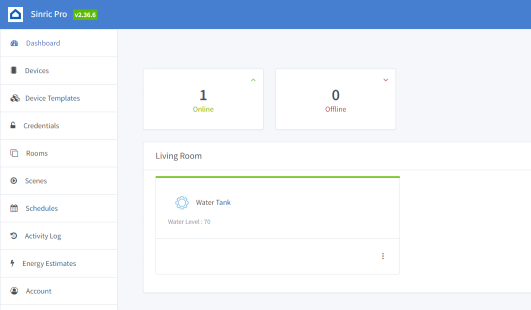 Sinric Pro v2.36.6
Dashboard
Devices
Device Templates
Credentials
Rooms
Scenes
Schedules
Activity Log
Energy Estimates
Account
1
Online
0
Offline
Living Room
Water Tank
Water Level : 70